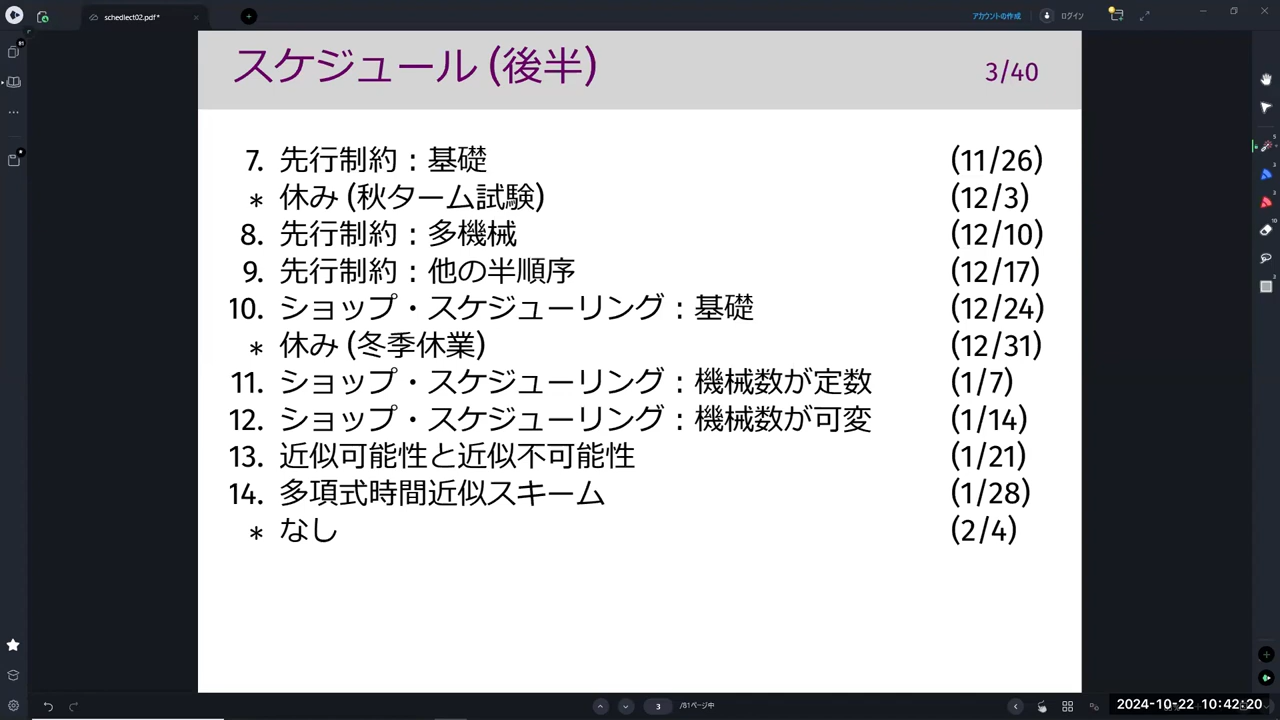 schedlect02.pdf*
アカウントの作成
ログイン
スケジュール (後半)
3/40
7. 先行制約：基礎 (11/26)
* 休み (秋ターム試験) (12/3)
8. 先行制約：多機械 (12/10)
9. 先行制約：他の半順序 (12/17)
10. ショップ・スケジューリング：基礎 (12/24)
* 休み (冬季休業) (12/31)
11. ショップ・スケジューリング：機械数が定数 (1/7)
12. ショップ・スケジューリング：機械数が可変 (1/14)
13. 近似可能性と近似不可能性 (1/21)
14. 多項式時間近似スキーム (1/28)
* なし (2/4)
3 /81ページ中
2024-10-22 10:42:20